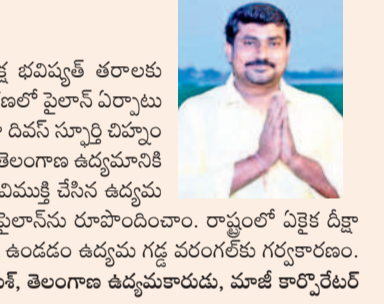 క్ష భవిష్యత్ తరాలకు
ణలో పైలాన్ ఏర్పాటు
దివస్ స్ఫూర్తి చిహ్నం
తెలంగాణ ఉద్యమానికి
విముక్తి చేసిన ఉద్యమ
పైలాన్‌ను రూపొందించాం. రాష్ట్రంలో ఏకైక దీక్షా
ఉండడం ఉద్యమ గడ్డ వరంగల్‌కు గర్వకారణం.
తెలంగాణ ఉద్యమకారుడు, మాజీ కార్పొరేటర్